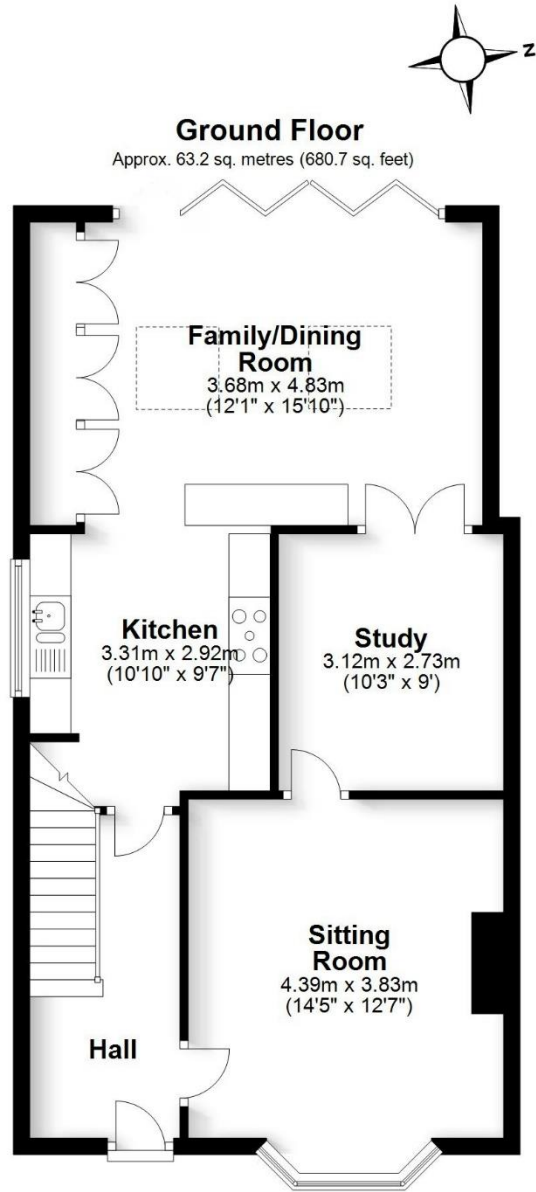 Z
Ground Floor
Approx. 63.2 sq. metres (680.7 sq. feet)
Family/Dining
Room
3.68m x 4.83m
(12'1" x 15'10")
Kitchen
3.31m x 2.92m
(10'10" x 9'7")
Study
3.12m x 2.73m
(10'3" x 9')
Sitting
Room
4.39m x 3.83m
(14'5" x 12'7")
Hall